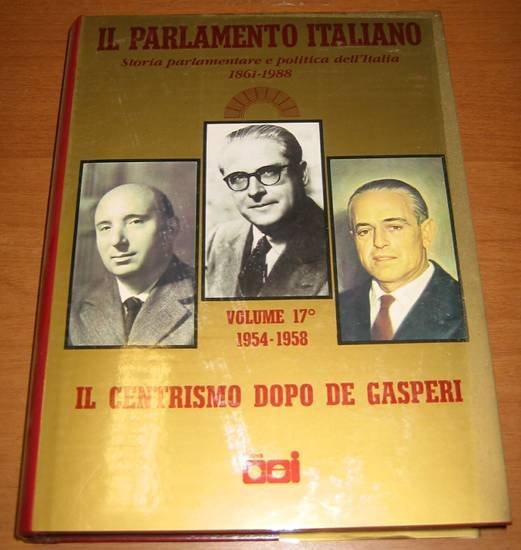 IL PARLAMENTO ITALIANO
Storia parlamentare e politica dell'Italia
1861-1988
VOLUME 17°
1954-1958
IL CENTRISMO DOPO DE GASPERI